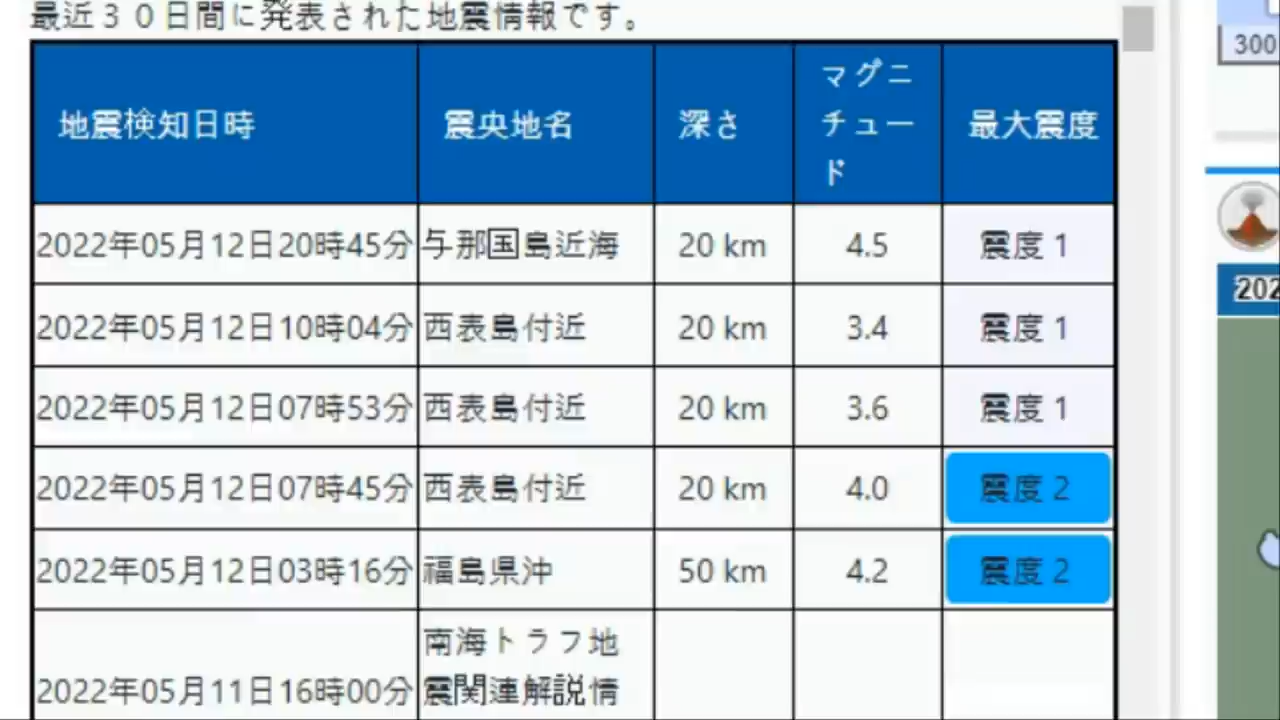 最近３０日間に発表された地震情報です。
300
地震検知日時 震央地名 深さ マグニチュード 最大震度
2022年05月12日20時45分 与那国島近海 20 km 4.5 震度 1
202
2022年05月12日10時04分 西表島付近 20 km 3.4 震度 1
2022年05月12日07時53分 西表島付近 20 km 3.6 震度 1
2022年05月12日07時45分 西表島付近 20 km 4.0 震度 2
2022年05月12日03時16分 福島県沖 50 km 4.2 震度 2
2022年05月11日16時00分 南海トラフ地
震関連解説情